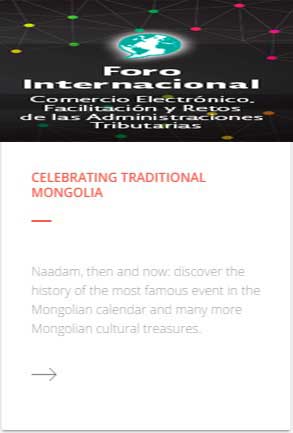 Foro
Internacional
Comercio Electrónico,
Facilitación y Retos
de las Administraciones
Tributarias
CELEBRATING TRADITIONAL
MONGOLIA
Naadam, then and now: discover the
history of the most famous event in the
Mongolian calendar and many more
Mongolian cultural treasures.